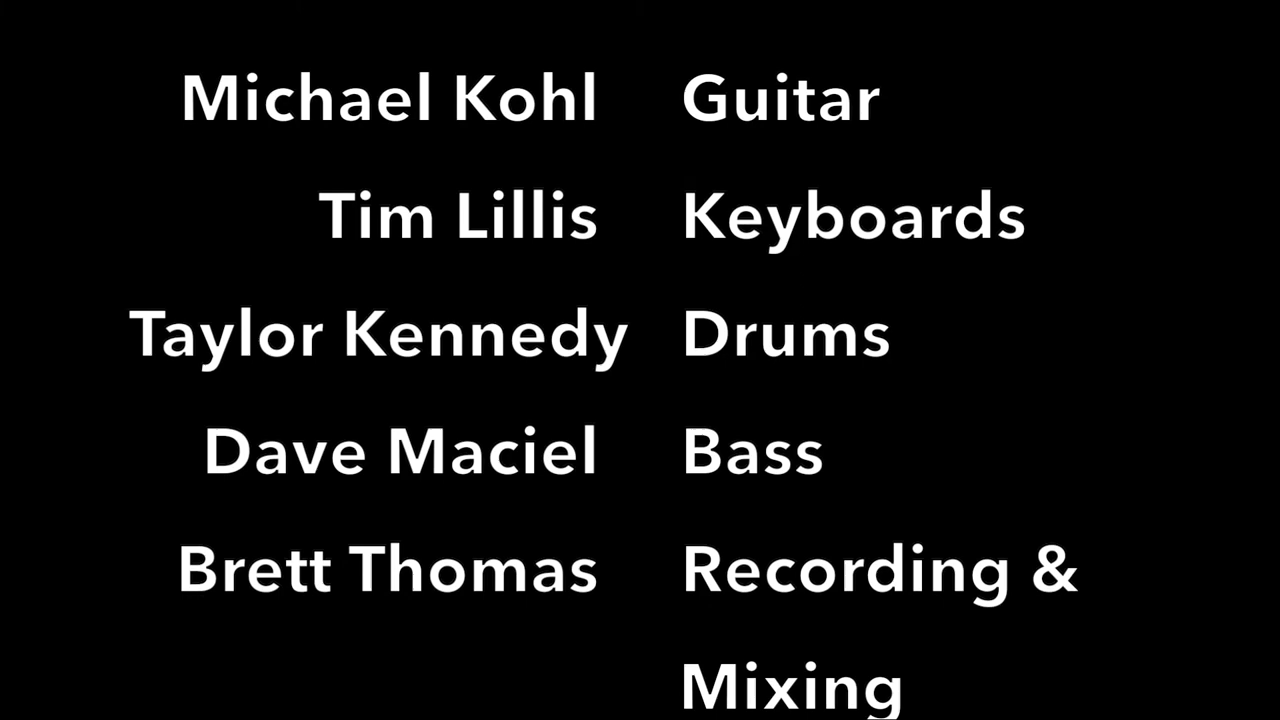 Michael Kohl Guitar
Tim Lillis Keyboards
Taylor Kennedy Drums
Dave Maciel Bass
Brett Thomas Recording &
Mixing